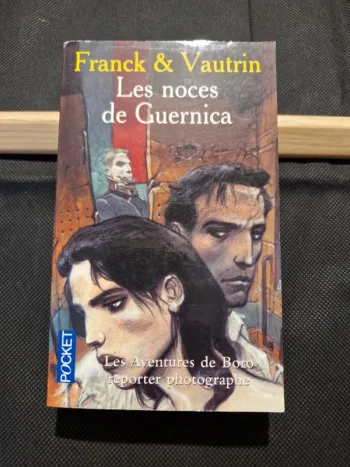 Franck & Vautrin
Les noces
de Guernica
Les Aventures de Boro
reporter photographe
POCKET